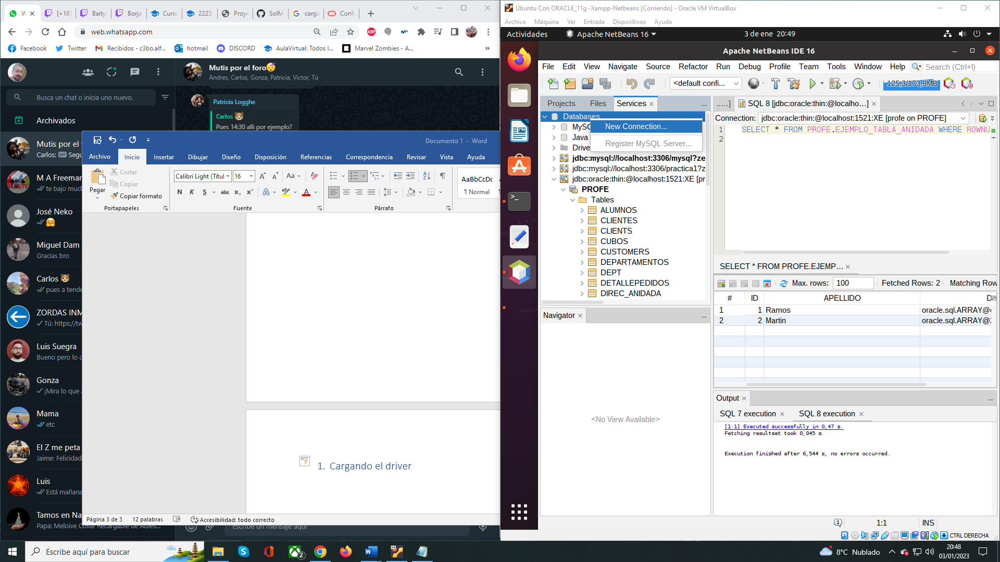 [+18]
Baityl
Borja
Curso
2223
Proye
SolM
carga
Confi
web.whatsapp.com
Facebook
Twitter
Recibidos - c3bo.alf...
hotmail
DISCORD
AulaVirtual: Todos l...
Marvel Zombies - A...
»
Mutis por el foro
Andres, Carlos, Gonza, Patricia, Victor, Tú
Busca un chat o inicia uno nuevo.
Archivados
Patricia Logghe
Carlos
Pues 14:30 alli por ejemplo?
Mutis por el
Carlos: GIF Segu
M A Freemar
te bajo much
José Neko
Miguel Dam
Gracias bro
Carlos
pues a tende
ZORDAS INM
Tú: https://tw
Luis Suegra
Bueno pero lo
Gonza
¡Mira lo que
Mama
etc
El Z me peta
Jaime: Felicidad
Luis
Está mañana
Tamos en Na
Papa: Meloive Collar Recargable de Adies...
Escribe un mensaje aquí
Documento 1 - Word
Archivo
Inicio
Insertar
Dibujar
Diseño
Disposición
Referencias
Correspondencia
Revisar
Vista
Ayuda
Pegar
Cortar
Copiar
Copiar formato
Portapapeles
Calibri Light (Títul
16
Aa
N K S abc x₂ x²
Fuente
Párrafo
AaBbCcDc
¶ Normal
1. Cargando el driver
Página 3 de 3
12 palabras
Accesibilidad: todo correcto
Ubuntu Con ORACLE_11g -Xampp-Netbeans [Corriendo] - Oracle VM VirtualBox
Archivo Máquina Ver Entrada Dispositivos Ayuda
Actividades
Apache NetBeans 16
3 de ene 20:49
Apache NetBeans IDE 16
File Edit View Navigate Source Refactor Run Debug Profile Team Tools Window Help
Search (Ctrl+I)
<default confi...
125,3/173,9MB
Projects
Files
Services
Databases
New Connection...
Register MySQL Server...
MySQ
Java
Drive
jdbc:mysql://localhost:3306/mysql?ze
jdbc:mysql://localhost:3306/practica1?z
jdbc:oracle:thin:@localhost:1521:XE [pr
PROFE
Tables
ALUMNOS
CLIENTES
CLIENTS
CUBOS
CUSTOMERS
DEPARTAMENTOS
DEPT
DETALLEPEDIDOS
DIREC_ANIDADA
Navigator
<No View Available>
.....]
SQL 8 [jdbc:oracle:thin:@localho...]
Connection: jdbc:oracle:thin:@localhost:1521:XE [profe on PROFE]
1 SELECT * FROM PROFE.EJEMPLO_TABLA_ANIDADA WHERE ROWNU
2
SELECT * FROM PROFE.EJEMP...
Max. rows: 100
Fetched Rows: 2
Matching Row
# ID APELLIDO D
1 1 Ramos oracle.sql.ARRAY@
2 2 Martin oracle.sql.ARRAY@
Output
SQL 7 execution
SQL 8 execution
[1:1] Executed successfully in 0,47 s.
Fetching resultset took 0,045 s.
Execution finished after 6,544 s, no errors occurred.
1
1:1
INS
CTRL DERECHA
Escribe aquí para buscar
2
8°C Nublado
20:48
03/01/2023